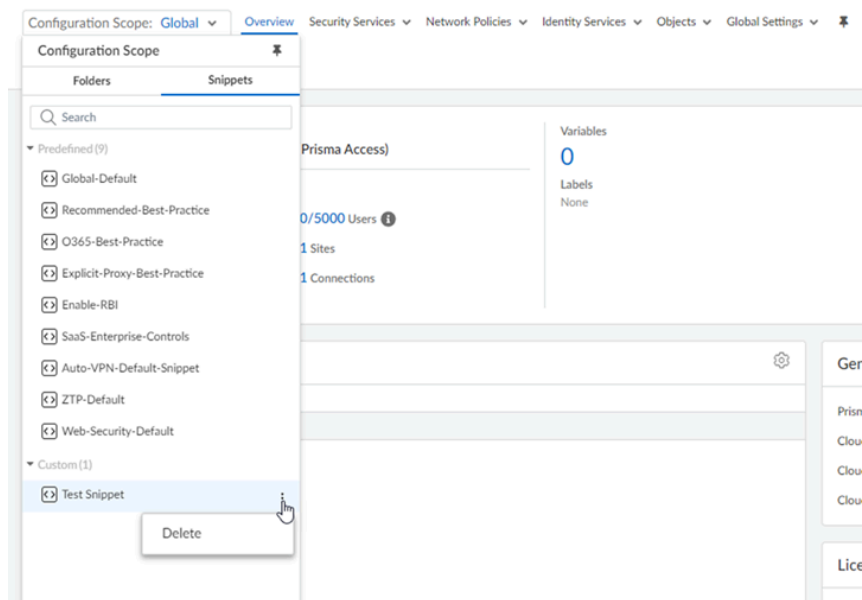 Configuration Scope: Global
Overview
Security Services
Network Policies
Identity Services
Objects
Global Settings
Configuration Scope
Folders
Snippets
Search
Predefined (9)
Global-Default
Recommended-Best-Practice
O365-Best-Practice
Explicit-Proxy-Best-Practice
Enable-RBI
SaaS-Enterprise-Controls
Auto-VPN-Default-Snippet
ZTP-Default
Web-Security-Default
Custom (1)
Test Snippet
Delete
Prisma Access)
0/5000 Users
1 Sites
1 Connections
Variables
0
Labels
None
Ger
Prisn
Clou
Clou
Clou
Lice